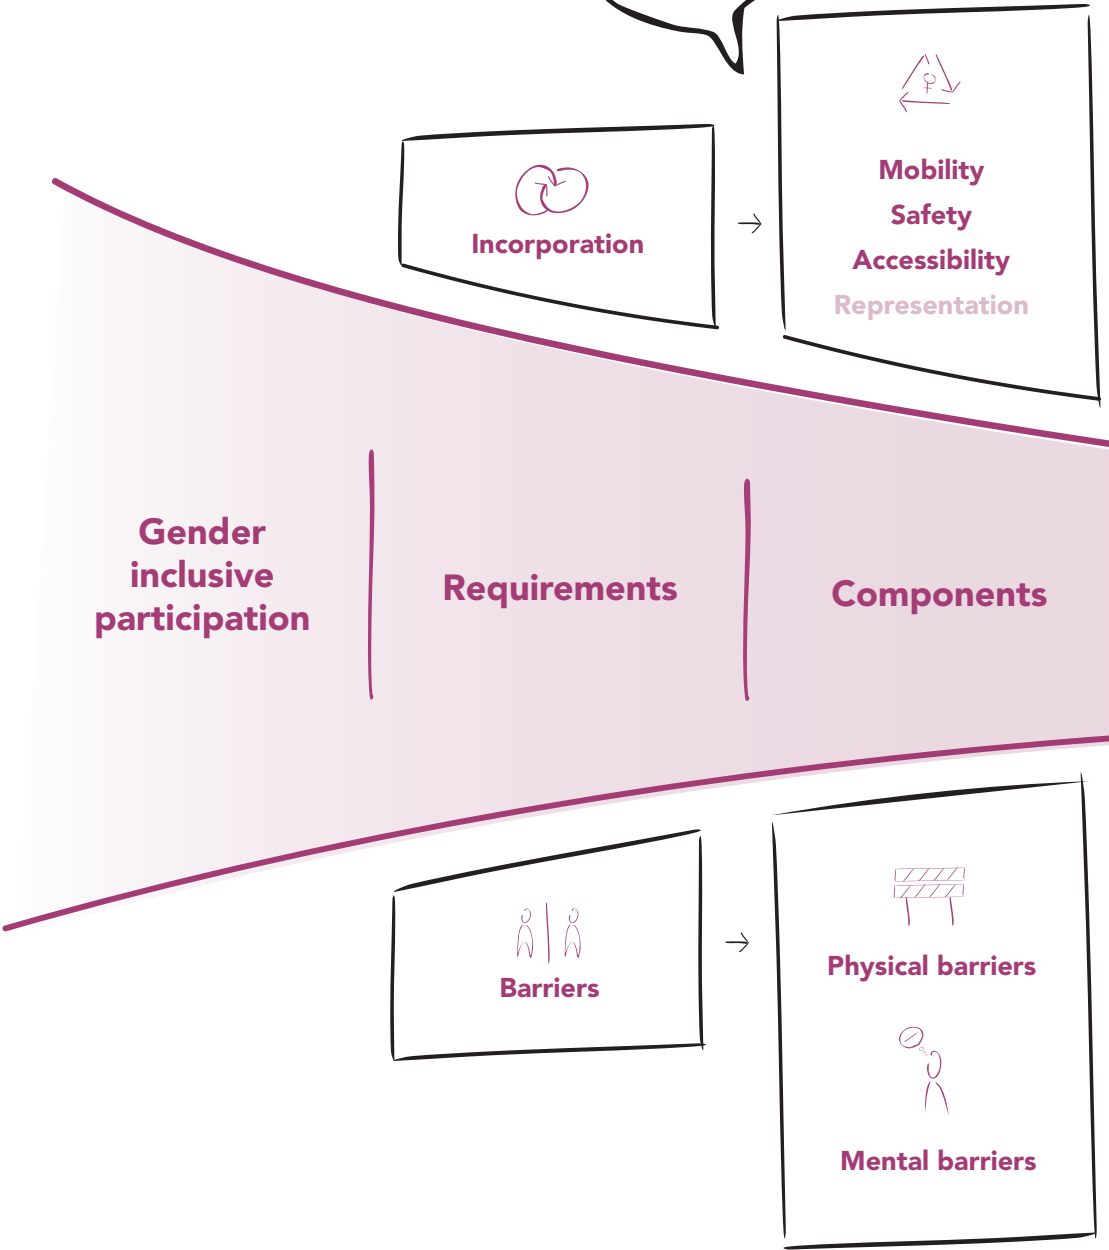 Mobility
Safety
Accessibility
Representation
Incorporation
Gender
inclusive
participation
Requirements
Components
Barriers
Physical barriers
Mental barriers